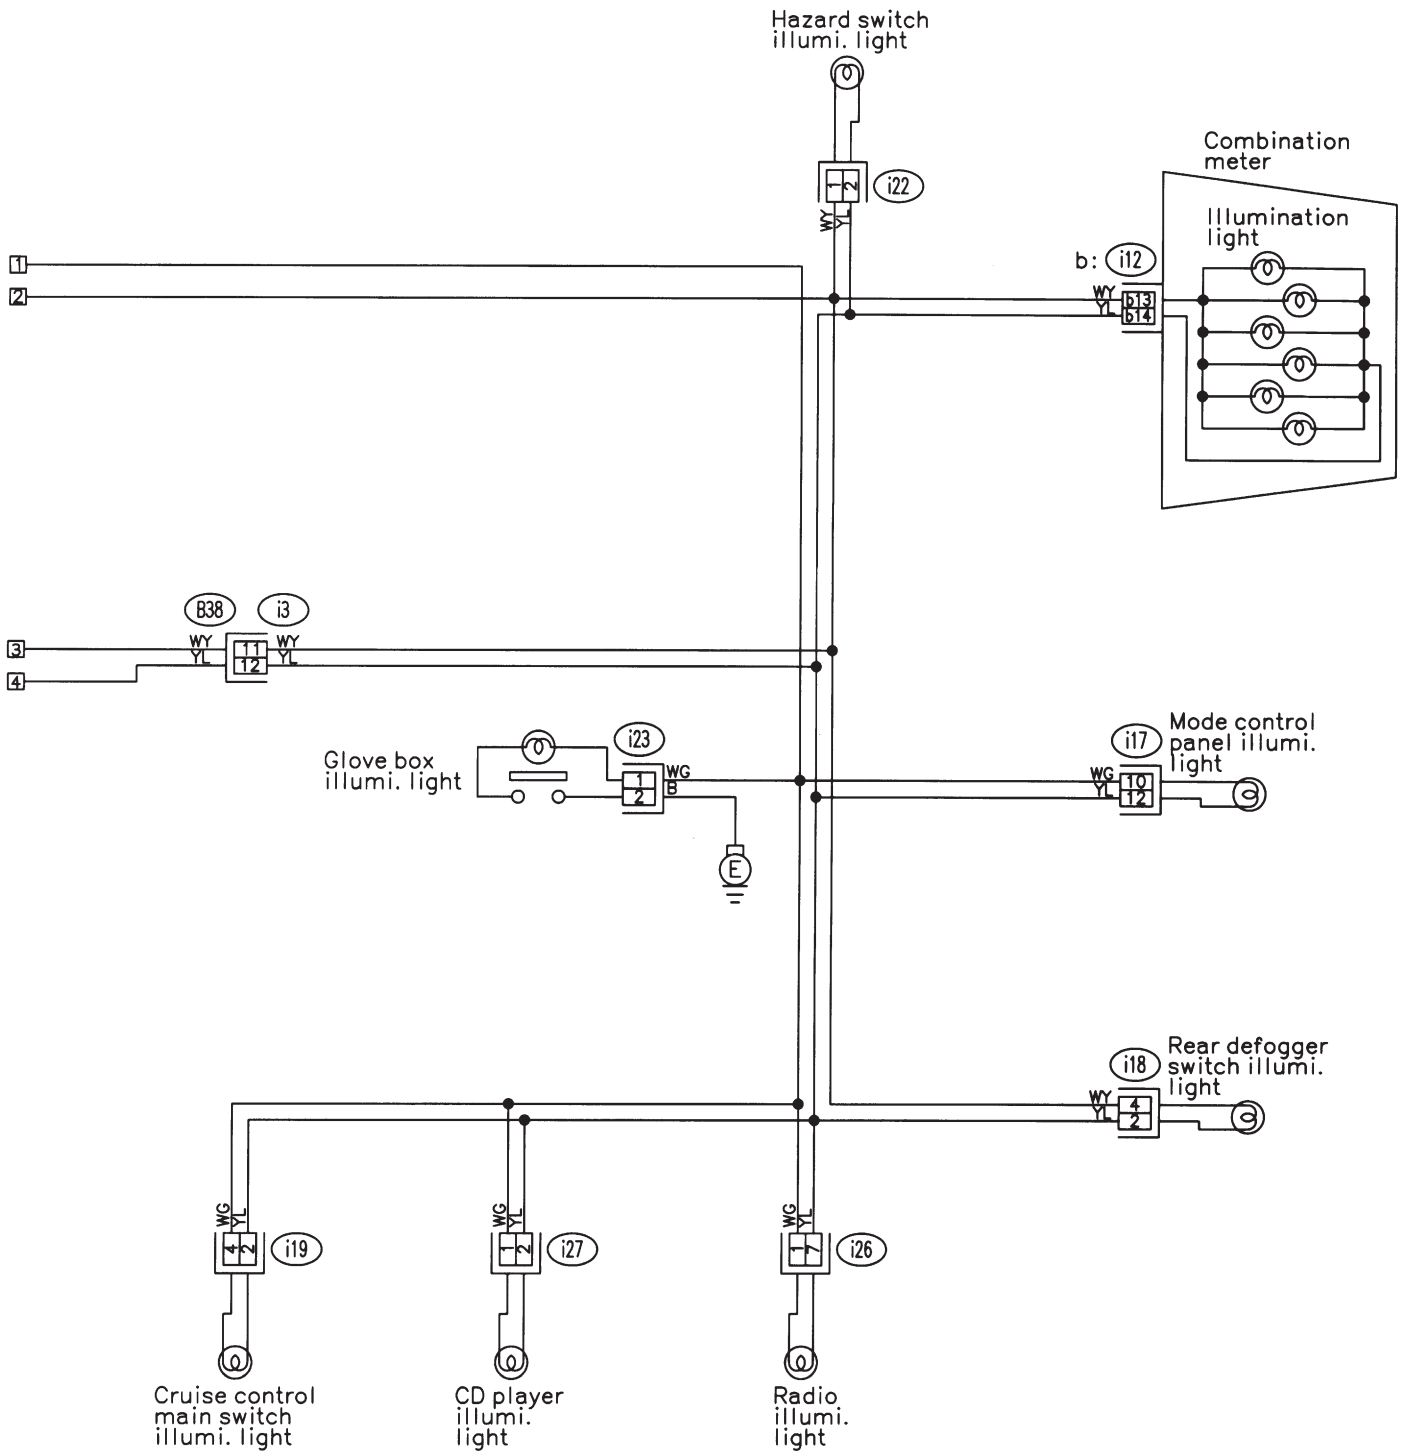 Hazard switch
illumi. light
1
2
i22
WY
YL
Combination
meter
Illumination
light
b:
i12
WY
b13
YL
b14
1
2
B38
i3
3
WY
11
WY
YL
12
YL
4
Glove box
illumi. light
i23
1
WG
2
B
E
i17
Mode control
panel illumi.
light
WG
10
YL
12
i18
Rear defogger
switch illumi.
light
WY
4
YL
2
WG
YL
4
2
i19
Cruise control
main switch
illumi. light
WG
YL
1
2
i27
CD player
illumi.
light
WG
YL
1
7
i26
Radio
illumi.
light